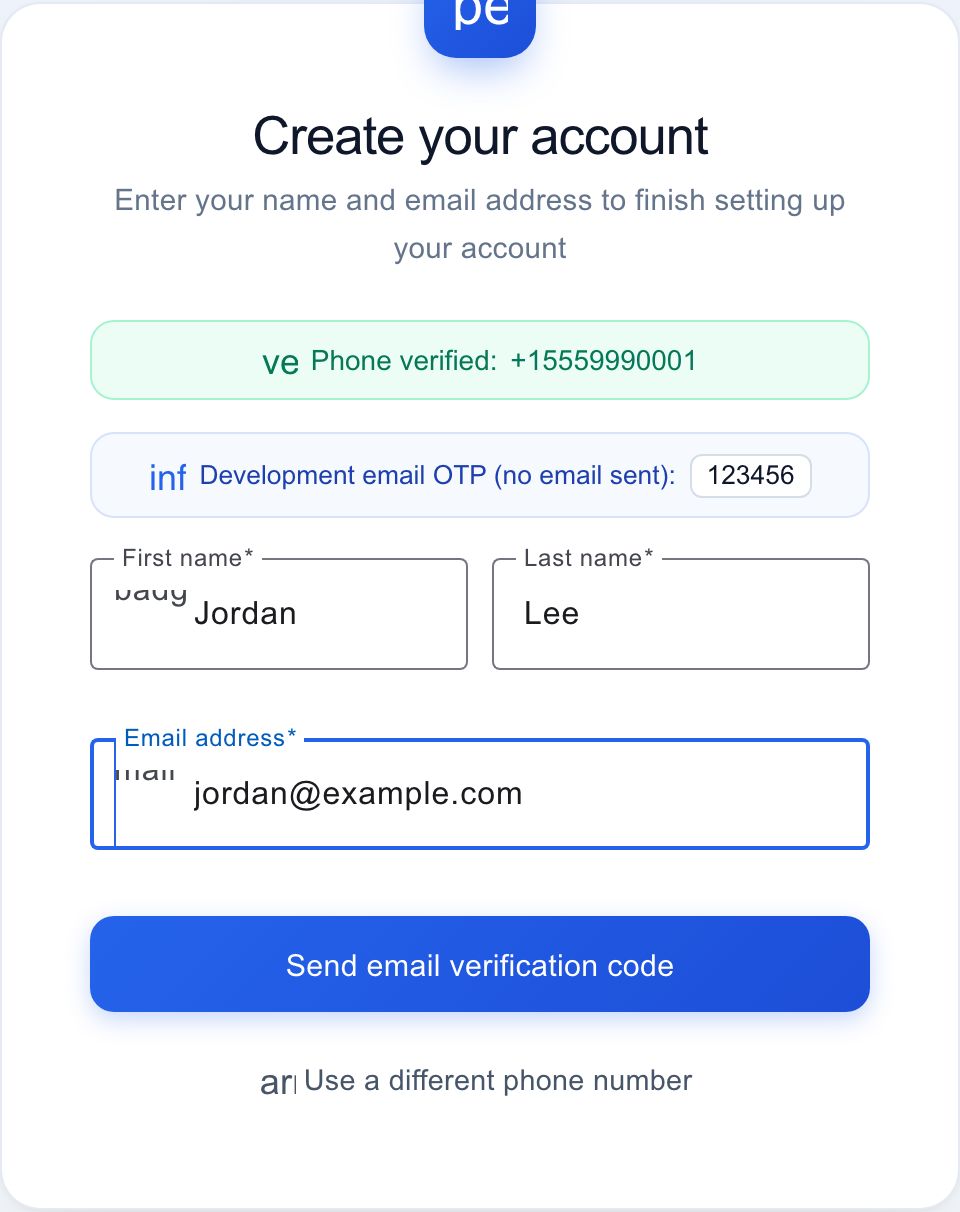 pe
Create your account
Enter your name and email address to finish setting up
your account
ve Phone verified: +15559990001
inf Development email OTP (no email sent): 123456
First name*
Last name*
badg Jordan
Lee
Email address*
mail jordan@example.com
Send email verification code
Use a different phone number